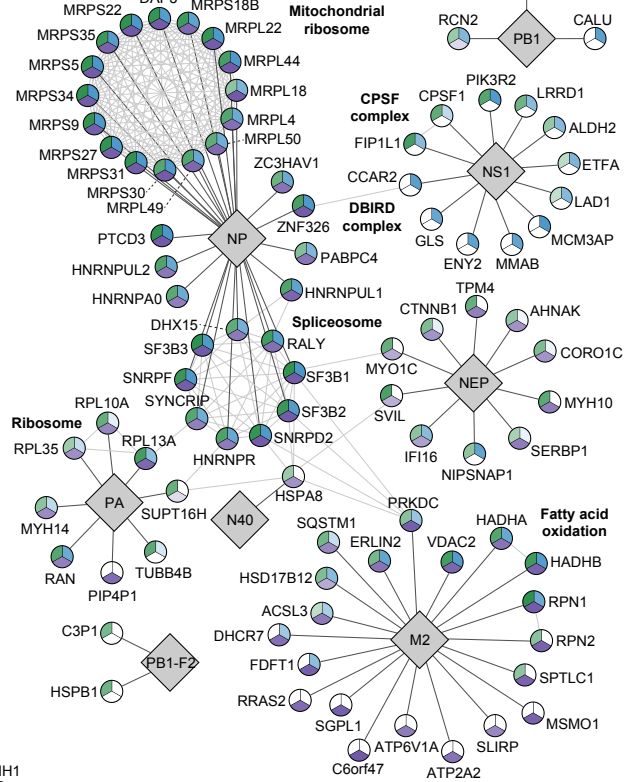 DAP3
MRPS18B
MRPS22
MRPS35
MRPL22
MRPS5
MRPL44
MRPS34
MRPL18
MRPS9
MRPL4
MRPS27
MRPL50
MRPS31
MRPS30
MRPL49
Mitochondrial
ribosome
RCN2
PB1
CALU
ZC3HAV1
ZNF326
NP
PTCD3
HNRNPUL2
HNRNPA0
PABPC4
HNRNPUL1
CPSF
complex
CPSF1
PIK3R2
LRRD1
FIP1L1
ALDH2
CCAR2
NS1
ETFA
DBIRD
complex
LAD1
GLS
MCM3AP
ENY2
MMAB
DHX15
Spliceosome
SF3B3
RALY
SNRPF
SF3B1
SYNCRIP
SF3B2
HNRNPR
SNRPD2
TPM4
CTNNB1
AHNAK
MYO1C
CORO1C
NEP
SVIL
MYH10
IFI16
SERBP1
NIPSNAP1
Ribosome
RPL10A
RPL35
RPL13A
PA
SUPT16H
MYH14
RAN
PIP4P1
TUBB4B
HSPA8
N40
C3P1
PB1-F2
HSPB1
PRKDC
Fatty acid
oxidation
SQSTM1
ERLIN2
VDAC2
HADHA
HSD17B12
HADHB
ACSL3
RPN1
DHCR7
M2
RPN2
FDFT1
SPTLC1
RRAS2
MSMO1
SGPL1
SLIRP
ATP6V1A
C6orf47
ATP2A2
IH1